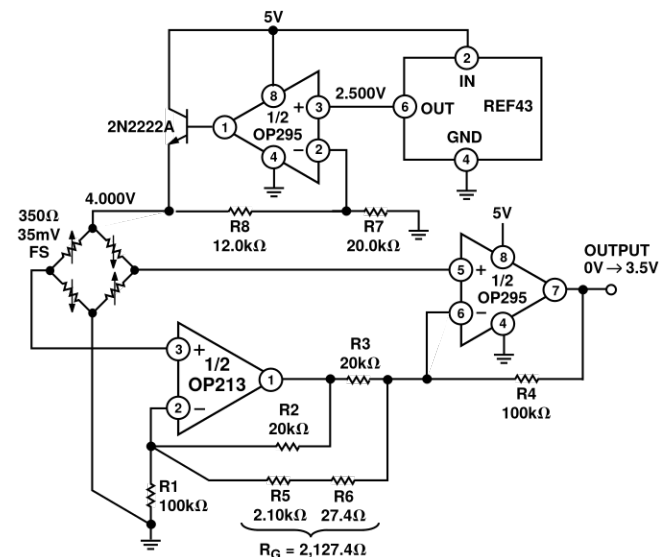 5V
2
IN
8
+
3
2.500V
6
OUT
REF43
2N2222A
1
1/2
OP295
GND
4
−
2
4
4.000V
350Ω
35mV
FS
R8
12.0kΩ
R7
20.0kΩ
5V
8
OUTPUT
0V → 3.5V
5
+
1/2
OP295
7
6
−
4
3
+
1/2
OP213
1
2
−
R3
20kΩ
R4
100kΩ
R2
20kΩ
R1
100kΩ
R5
2.10kΩ
R6
27.4Ω
RG = 2,127.4Ω